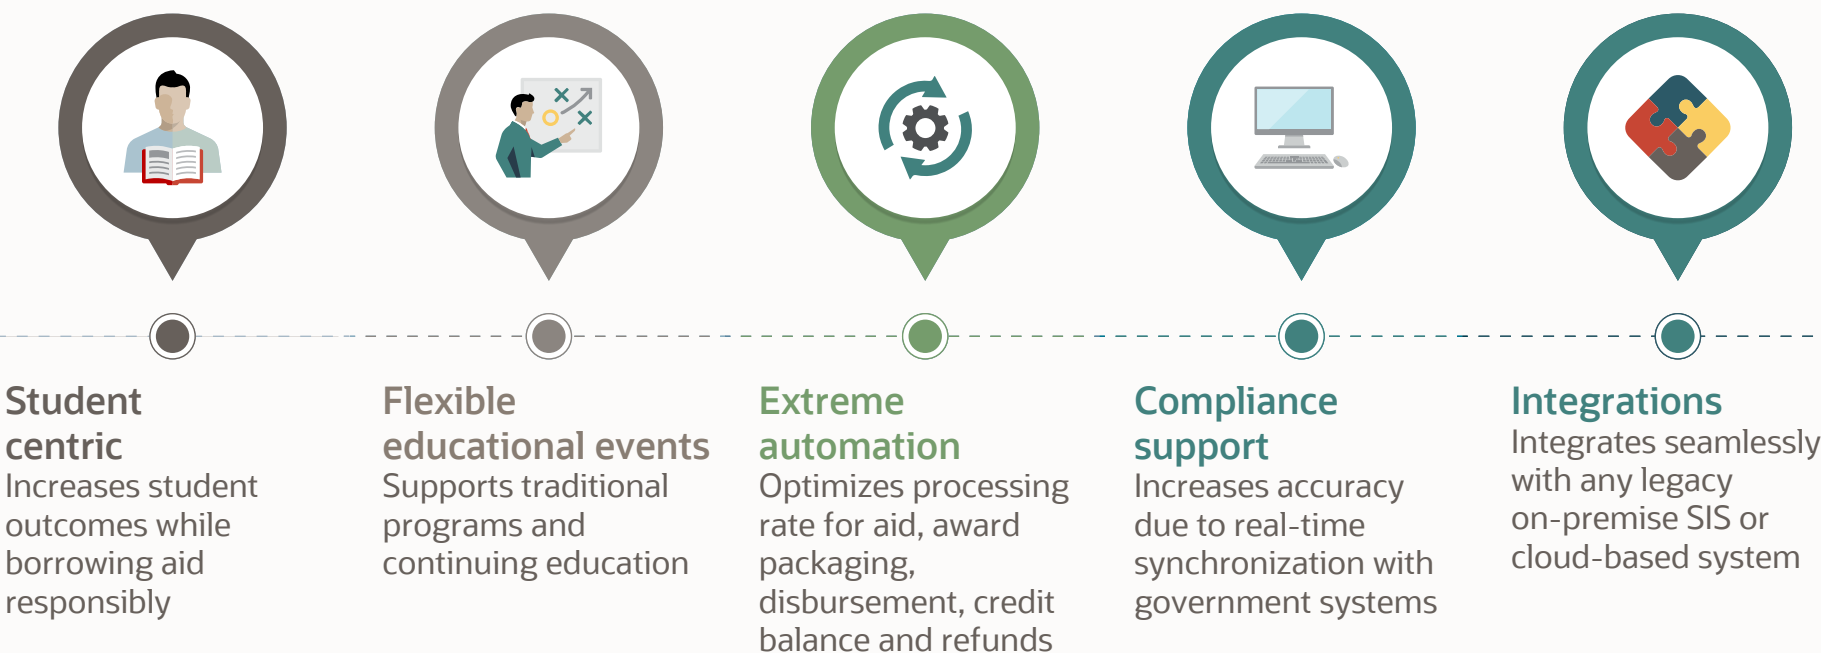 Student
centric
Increases student
outcomes while
borrowing aid
responsibly
Flexible
educational events
Supports traditional
programs and
continuing education
Extreme
automation
Optimizes processing
rate for aid, award
packaging,
disbursement, credit
balance and refunds
Compliance
support
Increases accuracy
due to real-time
synchronization with
government systems
Integrations
Integrates seamlessly
with any legacy
on-premise SIS or
cloud-based system